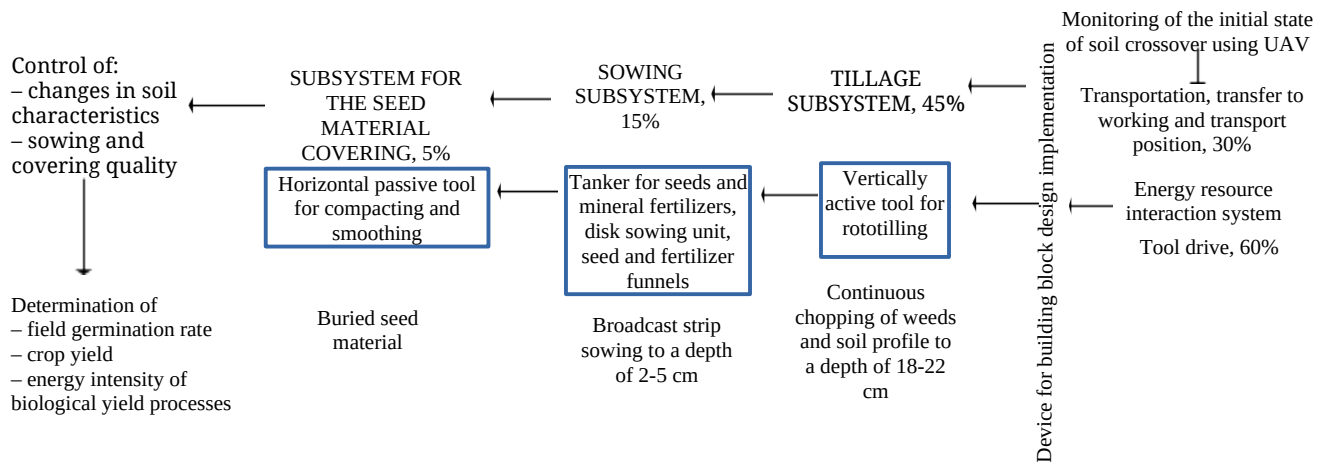 Monitoring of the initial state
of soil crossover using UAV
Transportation, transfer to
working and transport
position, 30%
Energy resource
interaction system
Tool drive, 60%
Device for building block design implementation
TILLAGE
SUBSYSTEM, 45%
Vertically
active tool for
rototilling
Continuous
chopping of weeds
and soil profile to
a depth of 18-22
cm
SOWING
SUBSYSTEM,
15%
Tanker for seeds and
mineral fertilizers,
disk sowing unit,
seed and fertilizer
funnels
Broadcast strip
sowing to a depth
of 2-5 cm
SUBSYSTEM FOR
THE SEED
MATERIAL
COVERING, 5%
Horizontal passive tool
for compacting and
smoothing
Buried seed
material
Control of:
– changes in soil
characteristics
– sowing and
covering quality
Determination of
– field germination rate
– crop yield
– energy intensity of
biological yield processes